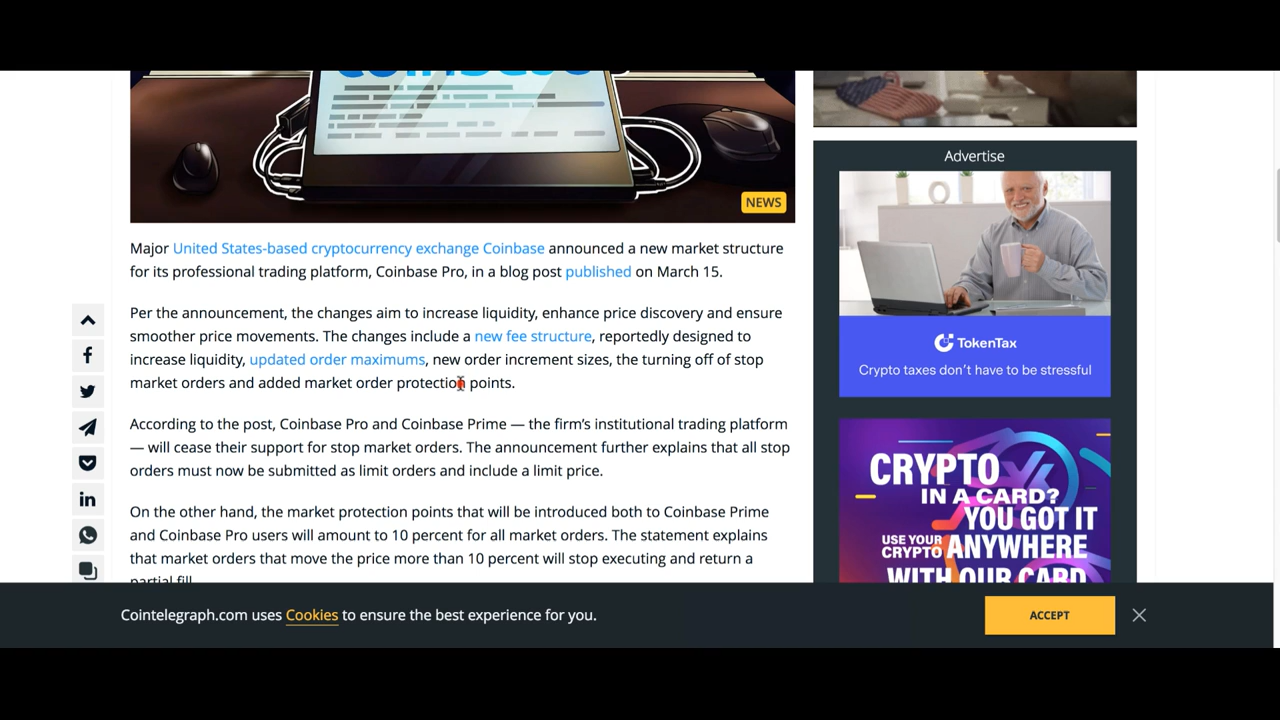 NEWS
Major United States-based cryptocurrency exchange Coinbase announced a new market structure
for its professional trading platform, Coinbase Pro, in a blog post published on March 15.
Per the announcement, the changes aim to increase liquidity, enhance price discovery and ensure
smoother price movements. The changes include a new fee structure, reportedly designed to
increase liquidity, updated order maximums, new order increment sizes, the turning off of stop
market orders and added market order protection points.
According to the post, Coinbase Pro and Coinbase Prime — the firm's institutional trading platform
— will cease their support for stop market orders. The announcement further explains that all stop
orders must now be submitted as limit orders and include a limit price.
On the other hand, the market protection points that will be introduced both to Coinbase Prime
and Coinbase Pro users will amount to 10 percent for all market orders. The statement explains
that market orders that move the price more than 10 percent will stop executing and return a
partial fill.
Advertise
TokenTax
Crypto taxes don't have to be stressful
CRYPTO
IN A CARD?
YOU GOT IT
USE YOUR
CRYPTO ANYWHERE
WITH OUR CARD
Cointelegraph.com uses Cookies to ensure the best experience for you.
ACCEPT